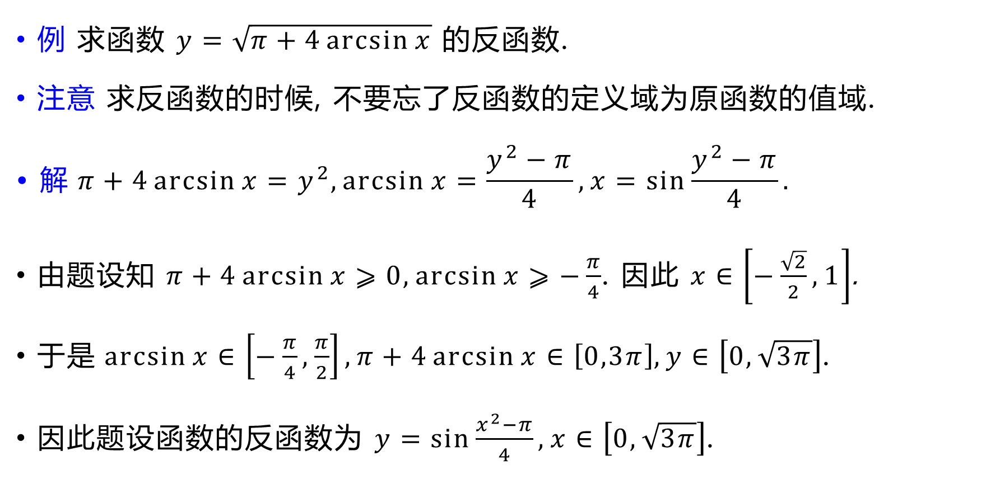 • 例 求函数 $y = \sqrt{\pi + 4 \arcsin x}$ 的反函数.
• 注意 求反函数的时候, 不要忘了反函数的定义域为原函数的值域.
• 解 $\pi + 4 \arcsin x = y^2, \arcsin x = \frac{y^2 - \pi}{4}, x = \sin \frac{y^2 - \pi}{4}.$
• 由题设知 $\pi + 4 \arcsin x \geqslant 0, \arcsin x \geqslant -\frac{\pi}{4}.$ 因此 $x \in \left[-\frac{\sqrt{2}}{2}, 1\right].$
• 于是 $\arcsin x \in \left[-\frac{\pi}{4}, \frac{\pi}{2}\right], \pi + 4 \arcsin x \in [0,3\pi], y \in \left[0, \sqrt{3\pi}\right].$
• 因此题设函数的反函数为 $y = \sin \frac{x^2 - \pi}{4}, x \in \left[0, \sqrt{3\pi}\right].$